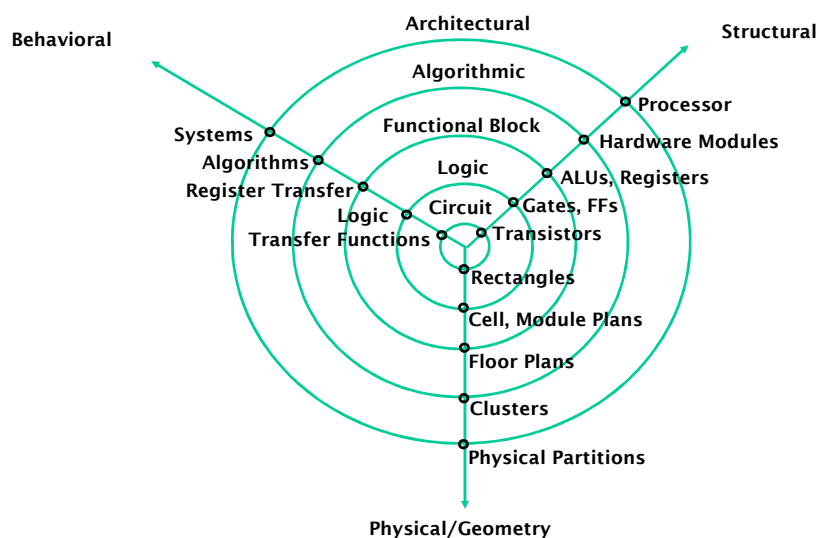 Architectural
Structural
Behavioral
Algorithmic
Processor
Functional Block
Systems
Hardware Modules
Algorithms
Logic
ALUs, Registers
Register Transfer
Circuit
Gates, FFs
Logic
Transfer Functions
Transistors
Rectangles
Cell, Module Plans
Floor Plans
Clusters
Physical Partitions
Physical/Geometry